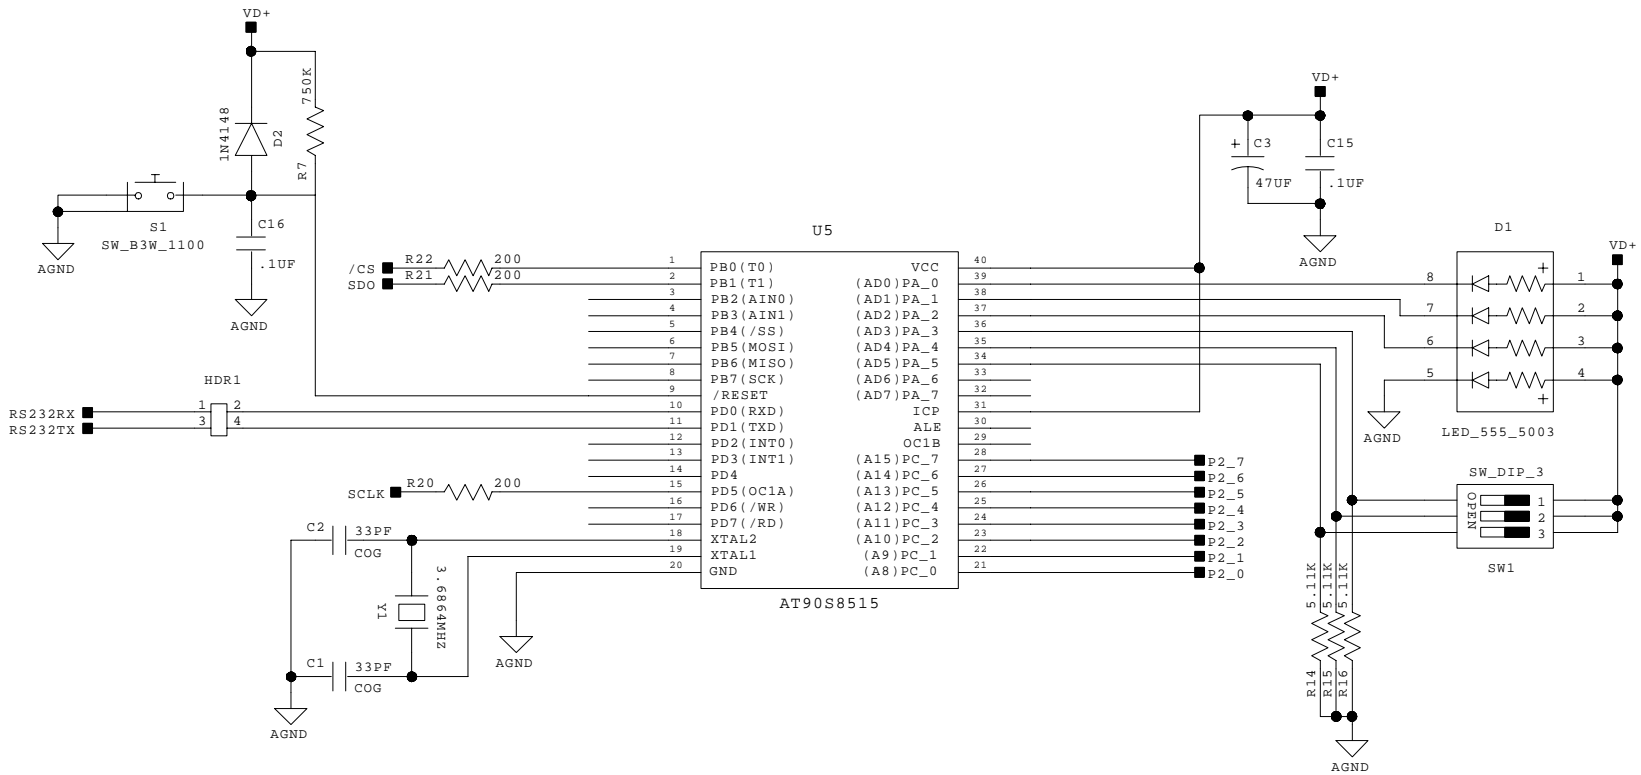 VD+
750K
1N4148
D2
R7
S1
SW_B3W_1100
AGND
C16
.1UF
AGND
/CS
R22
200
SDO
R21
200
HDR1
RS232RX
1
2
RS232TX
3
4
SCLK
R20
200
C2
33PF
COG
3.6864MHZ
Y1
C1
33PF
COG
AGND
AGND
U5
1 PB0(T0) VCC 40
2 PB1(T1) (AD0)PA_0 39
3 PB2(AIN0) (AD1)PA_1 38
4 PB3(AIN1) (AD2)PA_2 37
5 PB4(/SS) (AD3)PA_3 36
6 PB5(MOSI) (AD4)PA_4 35
7 PB6(MISO) (AD5)PA_5 34
8 PB7(SCK) (AD6)PA_6 33
9 /RESET (AD7)PA_7 32
10 PD0(RXD) ICP 31
11 PD1(TXD) ALE 30
12 PD2(INT0) OC1B 29
13 PD3(INT1) (A15)PC_7 28
14 PD4 (A14)PC_6 27
15 PD5(OC1A) (A13)PC_5 26
16 PD6(/WR) (A12)PC_4 25
17 PD7(/RD) (A11)PC_3 24
18 XTAL2 (A10)PC_2 23
19 XTAL1 (A9)PC_1 22
20 GND (A8)PC_0 21
AT90S8515
P2_7
P2_6
P2_5
P2_4
P2_3
P2_2
P2_1
P2_0
VD+
+
C3
47UF
C15
.1UF
AGND
D1
VD+
8 + 1
7 2
6 3
5 4
+
AGND
LED_555_5003
SW_DIP_3
OPEN
1
2
3
SW1
5.11K
5.11K
5.11K
R14
R15
R16
AGND